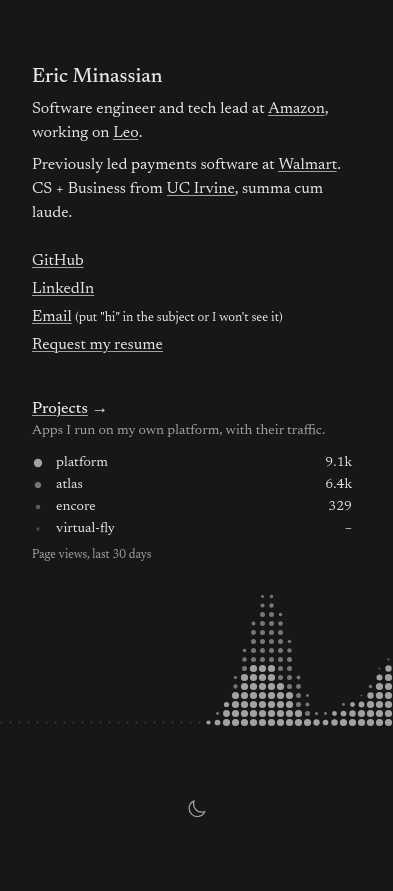 Eric Minassian
Software engineer and tech lead at Amazon,
working on Leo.
Previously led payments software at Walmart.
CS + Business from UC Irvine, summa cum
laude.
GitHub
LinkedIn
Email (put "hi" in the subject or I won't see it)
Request my resume
Projects →
Apps I run on my own platform, with their traffic.
platform 9.1k
atlas 6.4k
encore 329
virtual-fly –
Page views, last 30 days